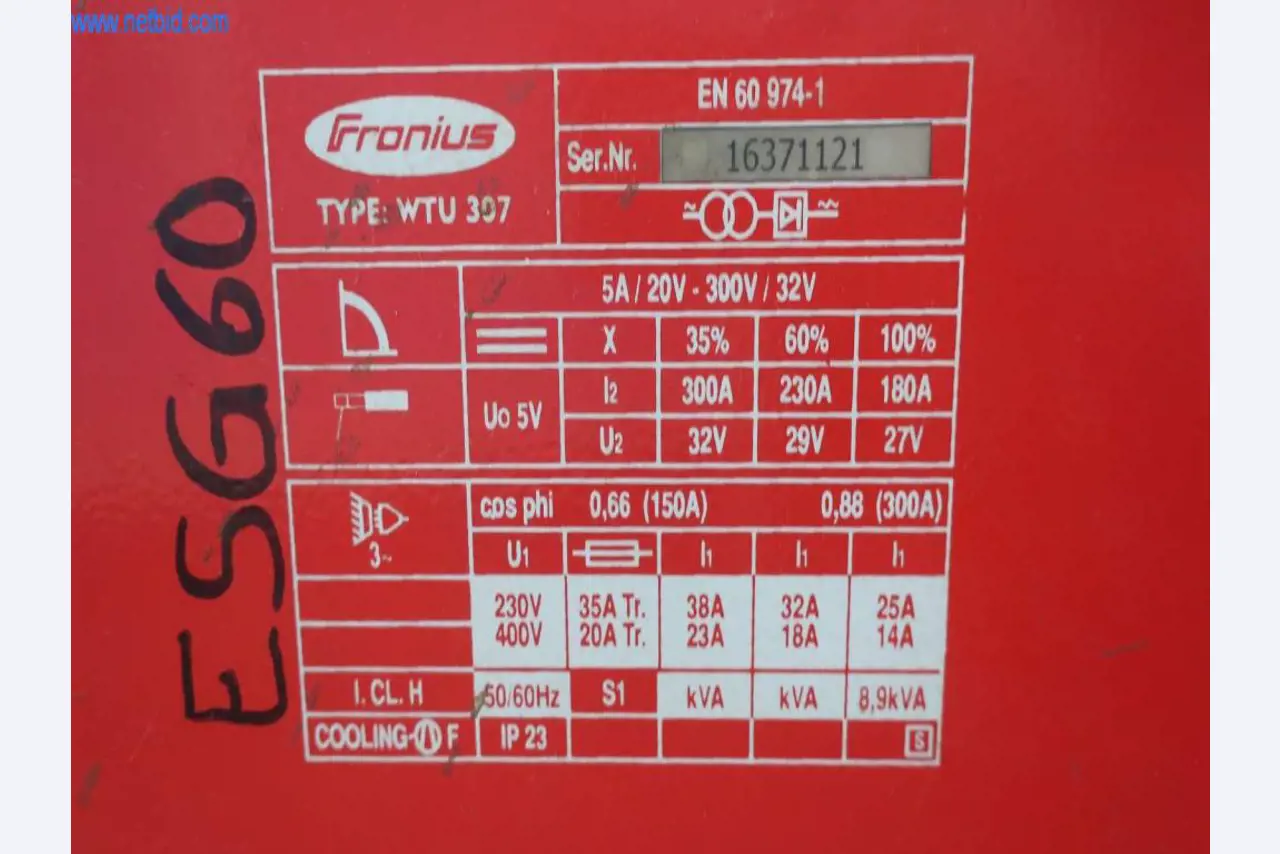 www.netbid.com
Fronius
TYPE: WTU 307
EN 60 974-1
Ser.Nr. 16371121
5A / 20V - 300V / 32V
X 35% 60% 100%
Uo 5V
I2 300A 230A 180A
U2 32V 29V 27V
3~
cos phi 0,66 (150A) 0,88 (300A)
U1 I1 I1 I1
230V 35A Tr. 38A 32A 25A
400V 20A Tr. 23A 18A 14A
I. CL. H 50/60Hz S1 kVA kVA 8,9kVA
COOLING- F IP 23 S
ESG60